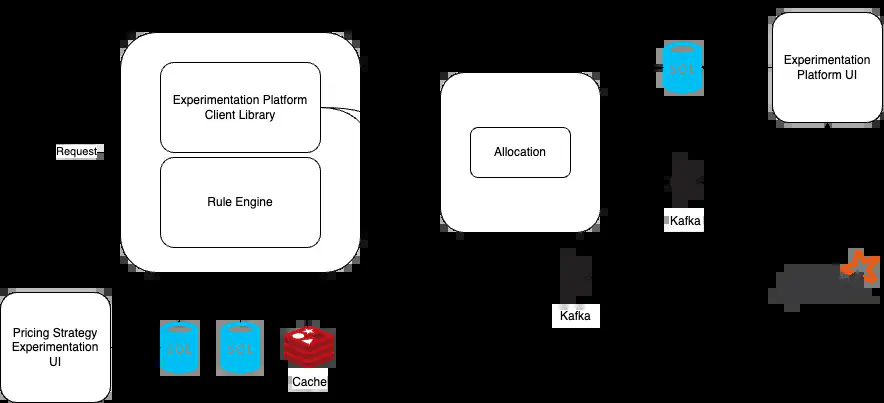 Experimentation
Platform UI
Experimentation Platform
Client Library
Allocation
Request
Rule Engine
Kafka
Kafka
Pricing Strategy
Experimentation
UI
SQL
SQL
SQL
Cache